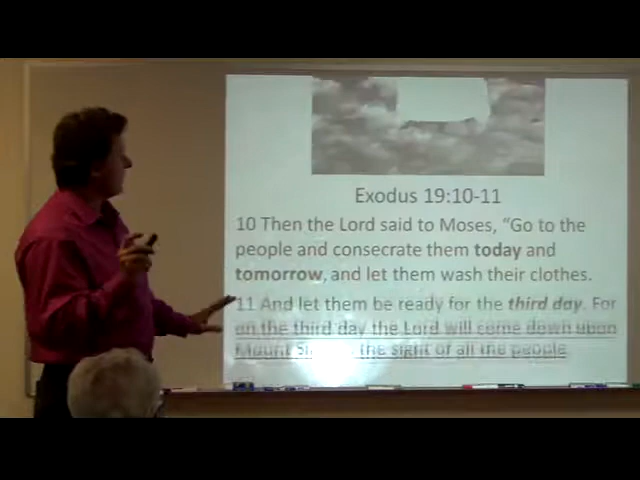 Exodus 19:10-11
10 Then the Lord said to Moses, “Go to the
people and consecrate them today and
tomorrow, and let them wash their clothes.
11 And let them be ready for the third day. For
on the third day the Lord will come down upon
Mount the sight of all the people